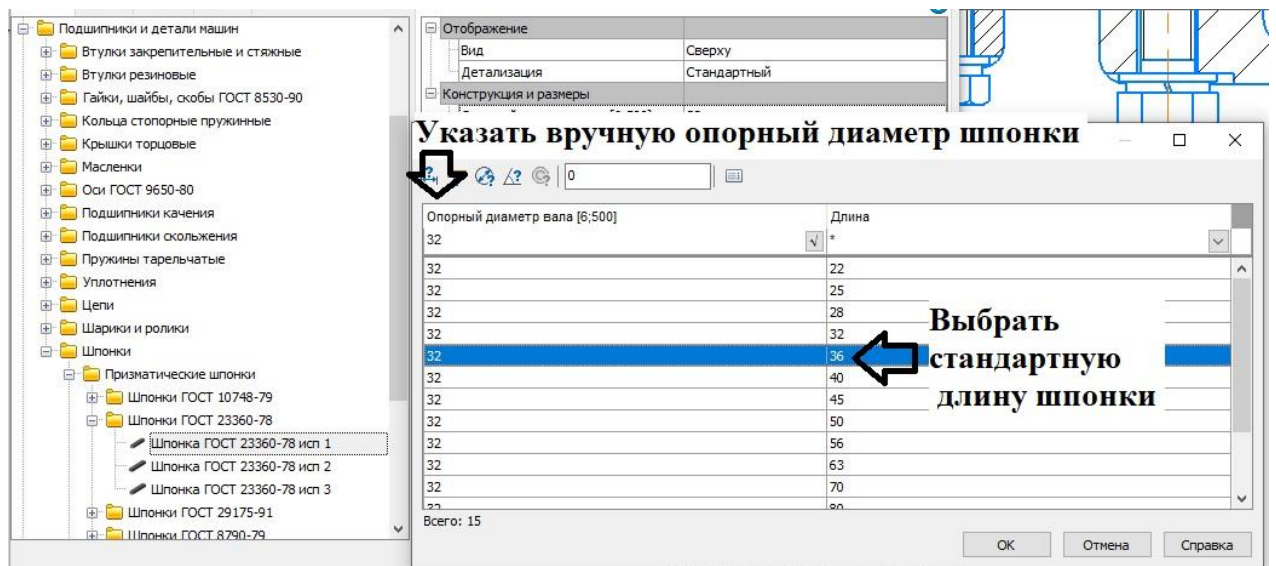 Подшипники и детали машин
Втулки закрепительные и стяжные
Втулки резиновые
Гайки, шайбы, скобы ГОСТ 8530-90
Кольца стопорные пружинные
Крышки торцовые
Масленки
Оси ГОСТ 9650-80
Подшипники качения
Подшипники скольжения
Пружины тарельчатые
Уплотнения
Цепи
Шарики и ролики
Шпонки
Призматические шпонки
Шпонки ГОСТ 10748-79
Шпонки ГОСТ 23360-78
Шпонка ГОСТ 23360-78 исп 1
Шпонка ГОСТ 23360-78 исп 2
Шпонка ГОСТ 23360-78 исп 3
Шпонки ГОСТ 29175-91
Шпонки ГОСТ 8790-79
Отображение
Вид Сверху
Детализация Стандартный
Конструкция и размеры
Указать вручную опорный диаметр шпонки
0
Опорный диаметр вала [6;500] Длина
32 *
32 22
32 25
32 28
32 32
32 36
32 40
32 45
32 50
32 56
32 63
32 70
32 80
Выбрать
стандартную
длину шпонки
Всего: 15
ОК Отмена Справка